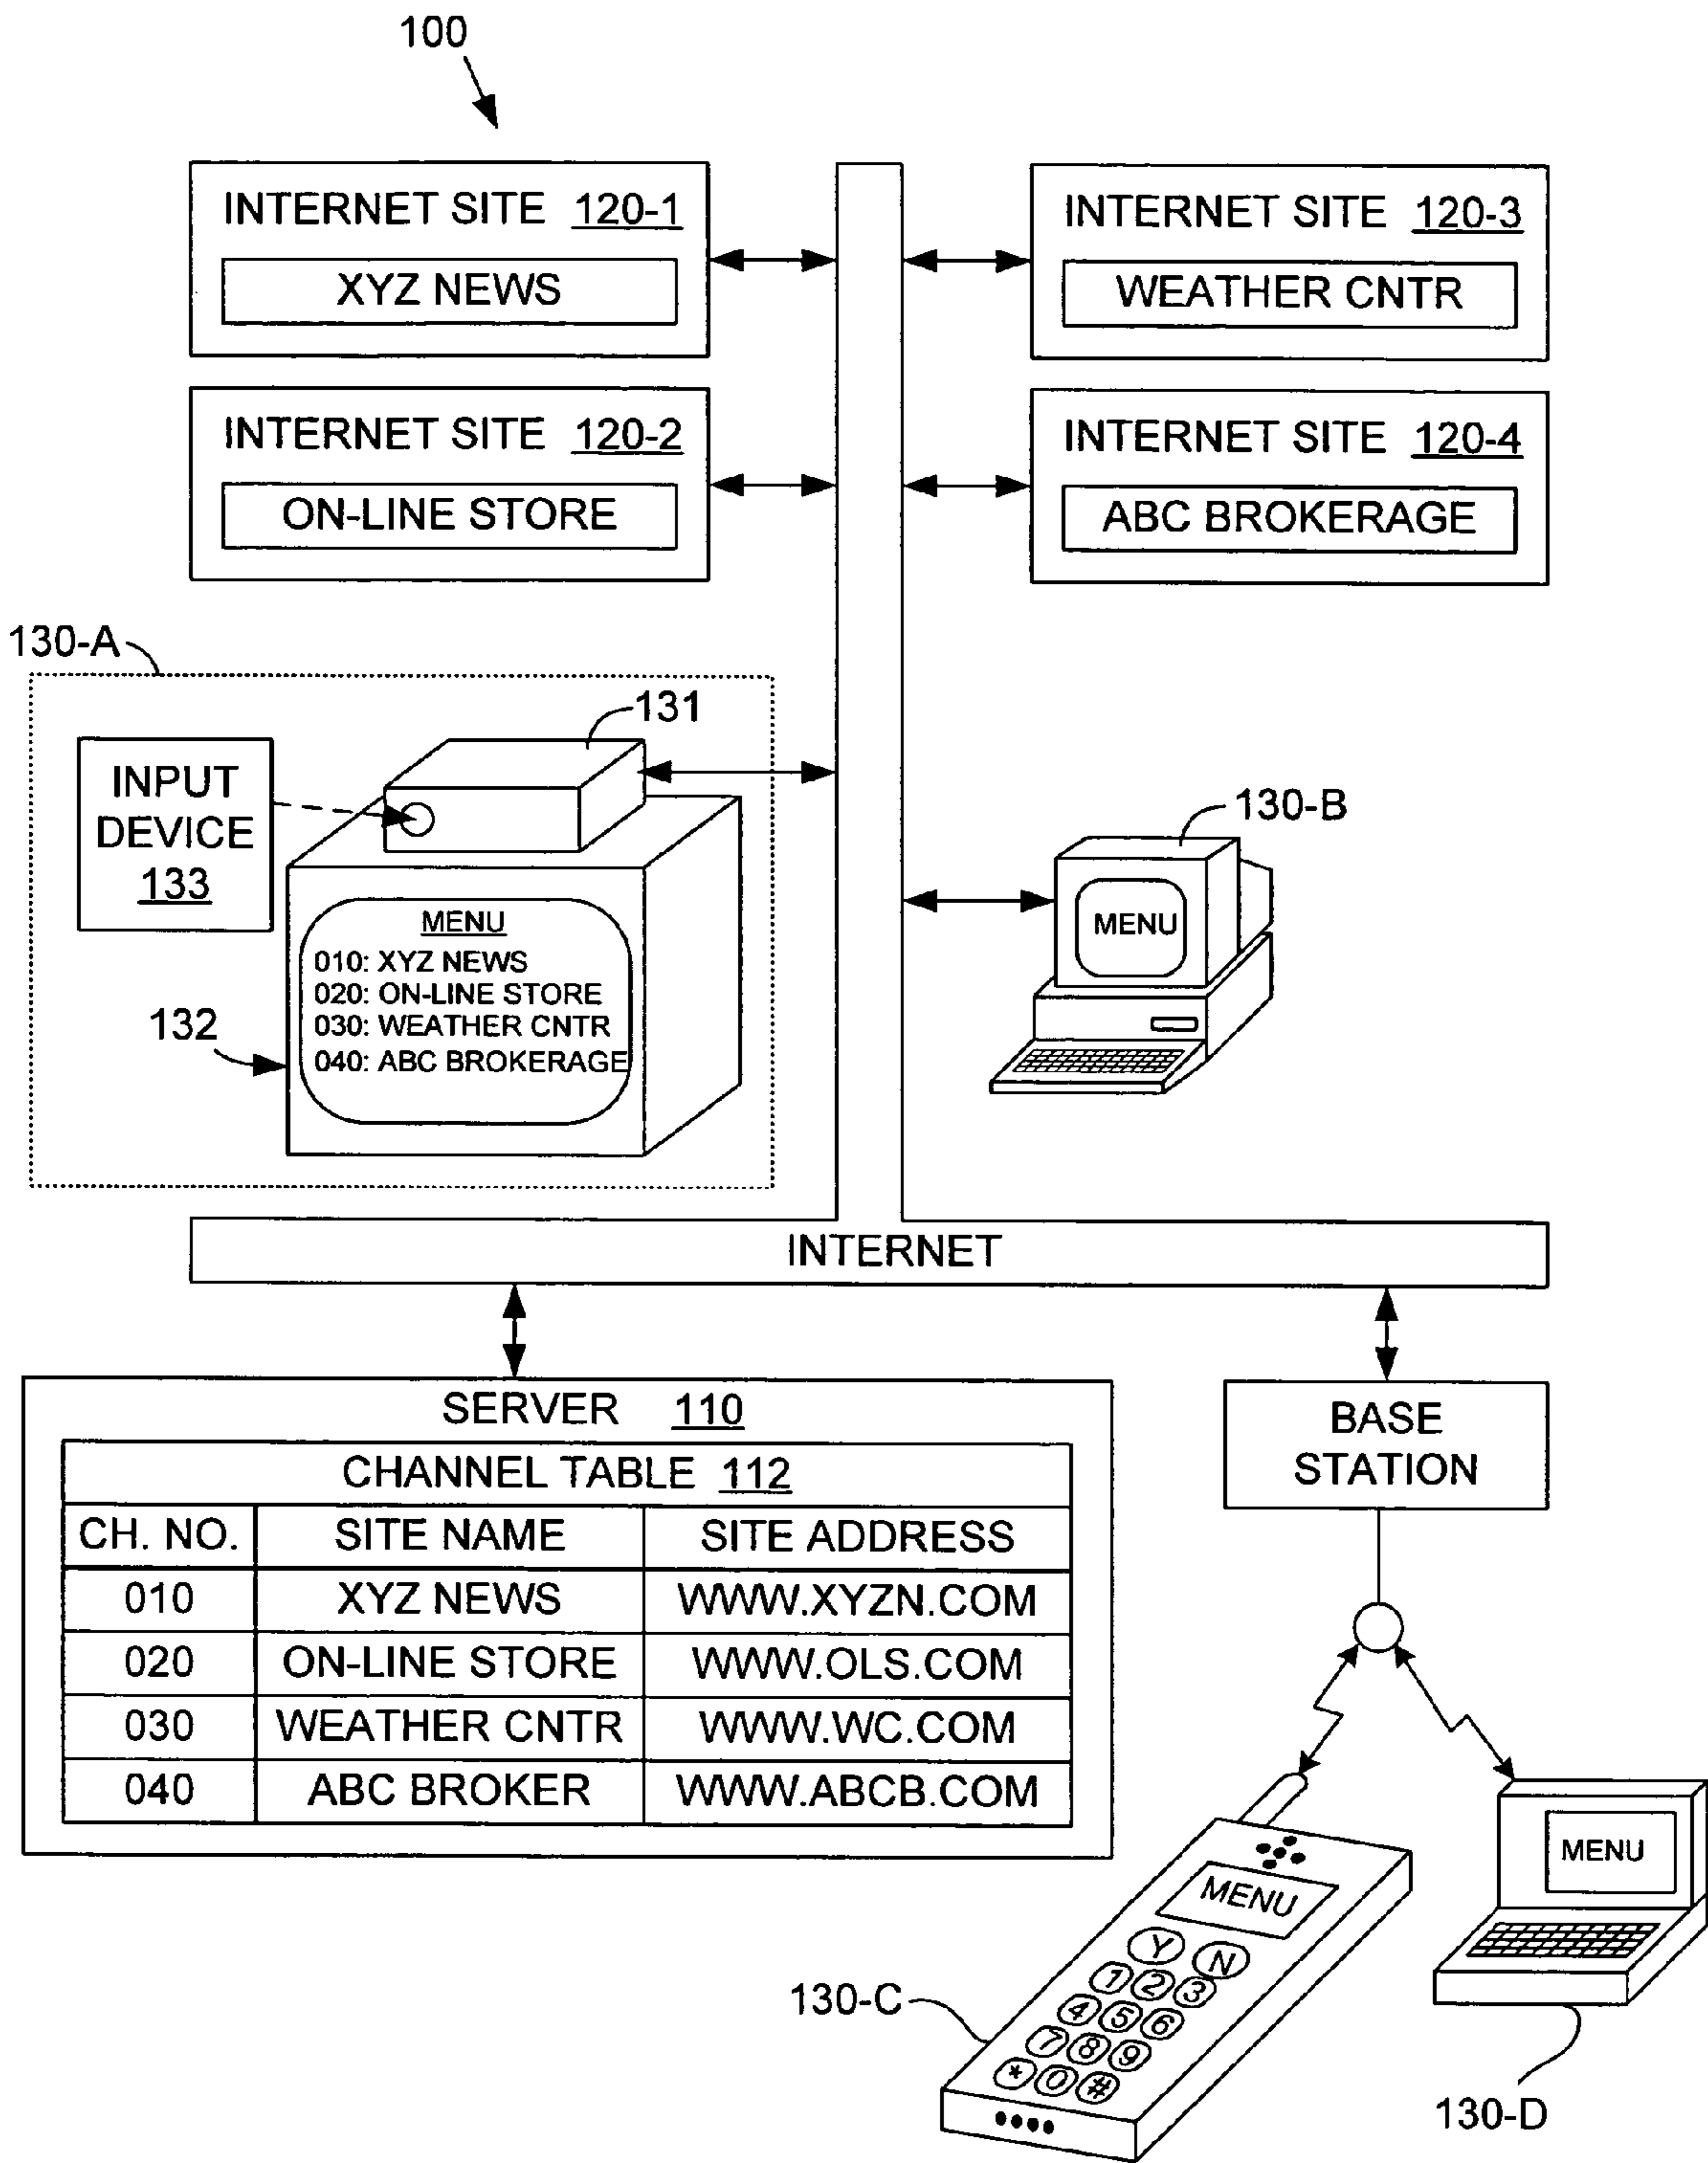 100
INTERNET SITE 120-1
XYZ NEWS
INTERNET SITE 120-3
WEATHER CNTR
INTERNET SITE 120-2
ON-LINE STORE
INTERNET SITE 120-4
ABC BROKERAGE
130-A
131
INPUT
DEVICE
133
MENU
010: XYZ NEWS
020: ON-LINE STORE
030: WEATHER CNTR
040: ABC BROKERAGE
132
130-B
MENU
INTERNET
SERVER 110
CHANNEL TABLE 112
CH. NO. SITE NAME SITE ADDRESS
010 XYZ NEWS WWW.XYZN.COM
020 ON-LINE STORE WWW.OLS.COM
030 WEATHER CNTR WWW.WC.COM
040 ABC BROKER WWW.ABCB.COM
BASE
STATION
MENU
Y N
1 2 3
4 5 6
7 8 9
* 0 #
130-C
MENU
130-D